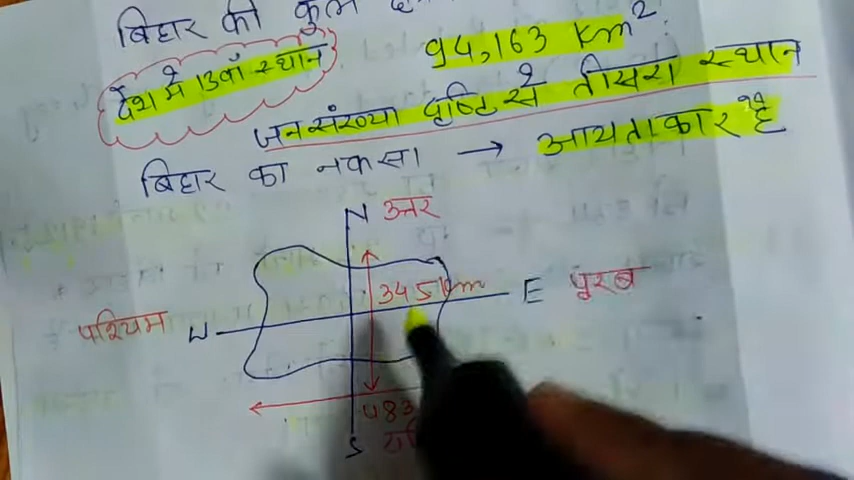 बिहार की कुल
94,163 Km².
देश मे 13वाँ स्थान
जनसंख्या दृष्टि से तीसरा स्थान
बिहार का नकसा → आयताकार है
N उत्तर
345 km
E पूरब
पश्चिम W
483
S